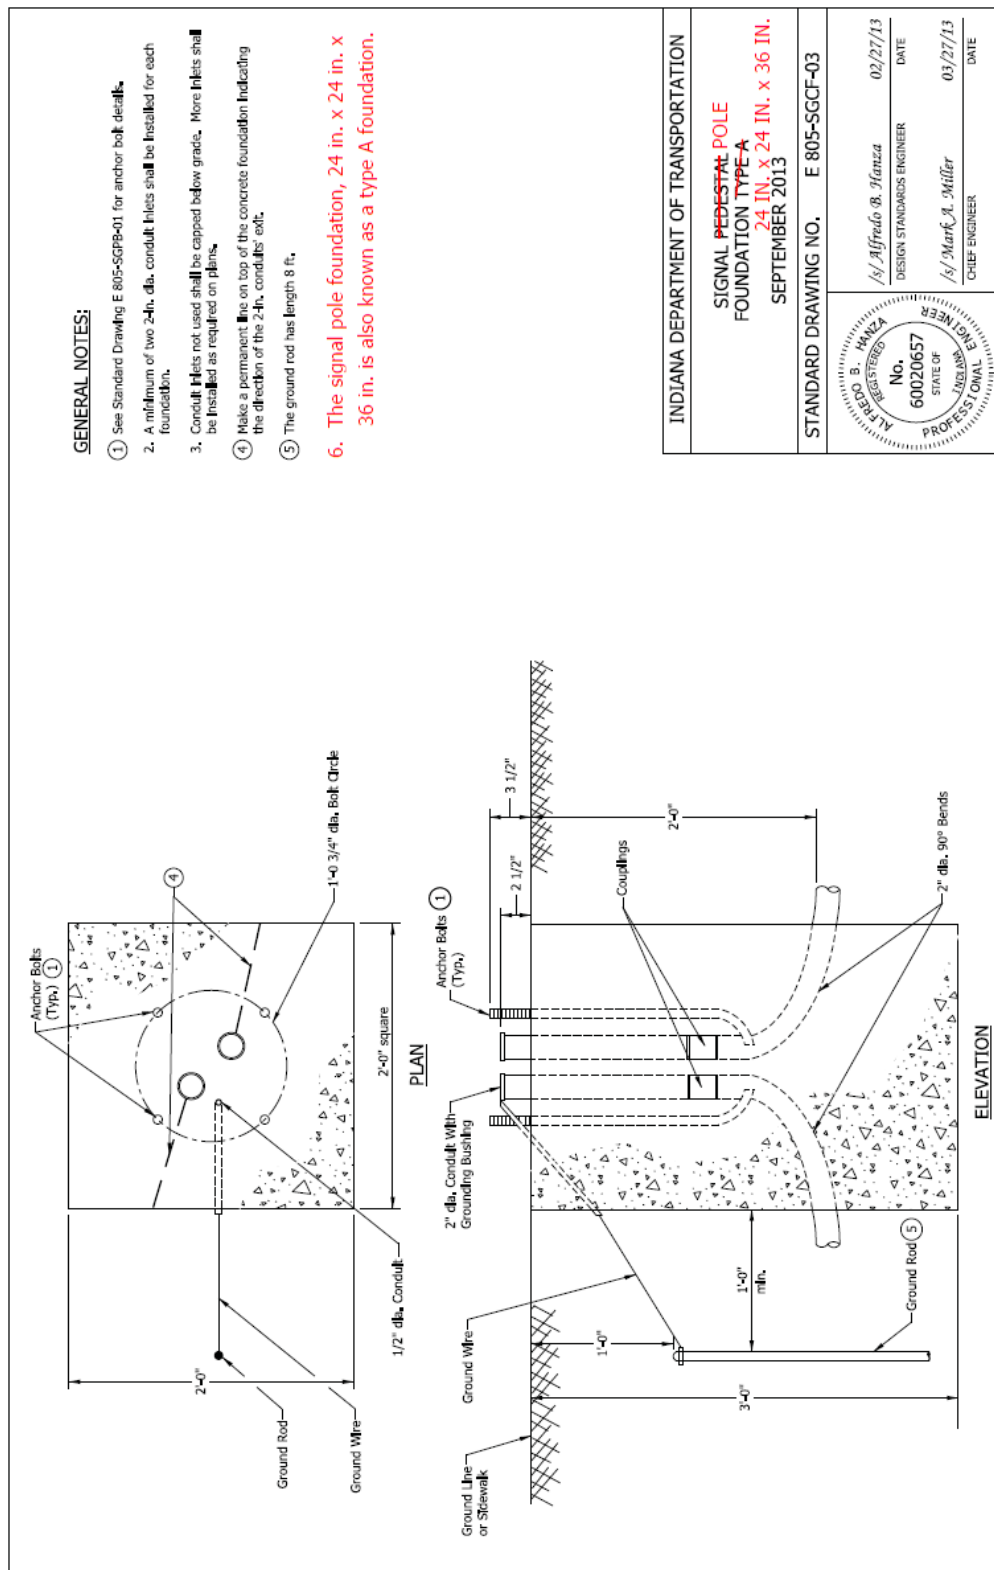 GENERAL NOTES:
1 See Standard Drawing E 805-SGPB-01 for anchor bolt details.
2. A minimum of two 2-in. dia. conduit inlets shall be installed for each
foundation.
3. Conduit inlets not used shall be capped below grade. More inlets shall
be installed as required on plans.
4 Make a permanent line on top of the concrete foundation indicating
the direction of the 2-in. conduits' exit.
5 The ground rod has length 8 ft.
6. The signal pole foundation, 24 in. x 24 in. x
36 in. is also known as a type A foundation.
Anchor Bolts
(Typ.) 1
4
1'-0 3/4" dia. Bolt Circle
2'-0" square
2'-0"
1/2" dia. Conduit
Ground Rod
Ground Wire
PLAN
Anchor Bolts 1
(Typ.)
2 1/2"
3 1/2"
2'-0"
Couplings
2" dia. 90° Bends
2" dia. Conduit With
Grounding Bushing
Ground Wire
Ground Line
or Sidewalk
1'-0"
1'-0"
min.
3'-0"
Ground Rod 5
ELEVATION
INDIANA DEPARTMENT OF TRANSPORTATION
SIGNAL PEDESTAL POLE
FOUNDATION TYPE A
24 IN. x 24 IN. x 36 IN.
SEPTEMBER 2013
STANDARD DRAWING NO. E 805-SGCF-03
ALFREDO B. HANZA
REGISTERED
No.
60020657
STATE OF
INDIANA
PROFESSIONAL ENGINEER
/s/ Alfredo B. Hanza 02/27/13
DESIGN STANDARDS ENGINEER DATE
/s/ Mark A. Miller 03/27/13
CHIEF ENGINEER DATE